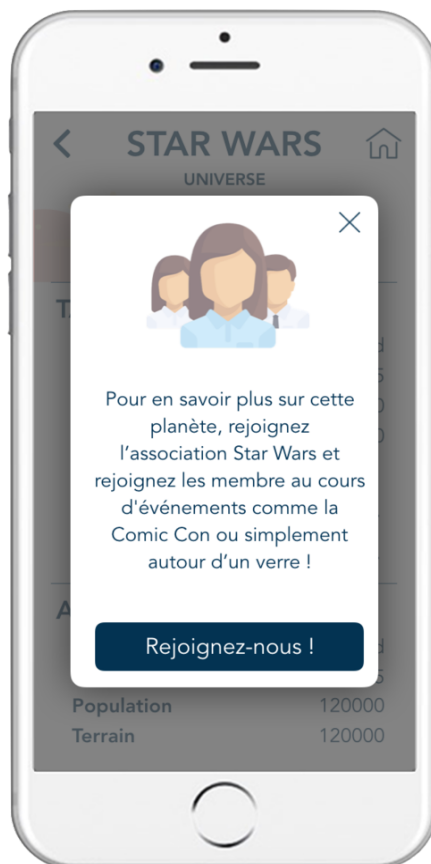 STAR WARS
UNIVERSE
Pour en savoir plus sur cette
planète, rejoignez
l'association Star Wars et
rejoignez les membre au cours
d'événements comme la
Comic Con ou simplement
autour d'un verre !
Rejoignez-nous !
Population 120000
Terrain 120000